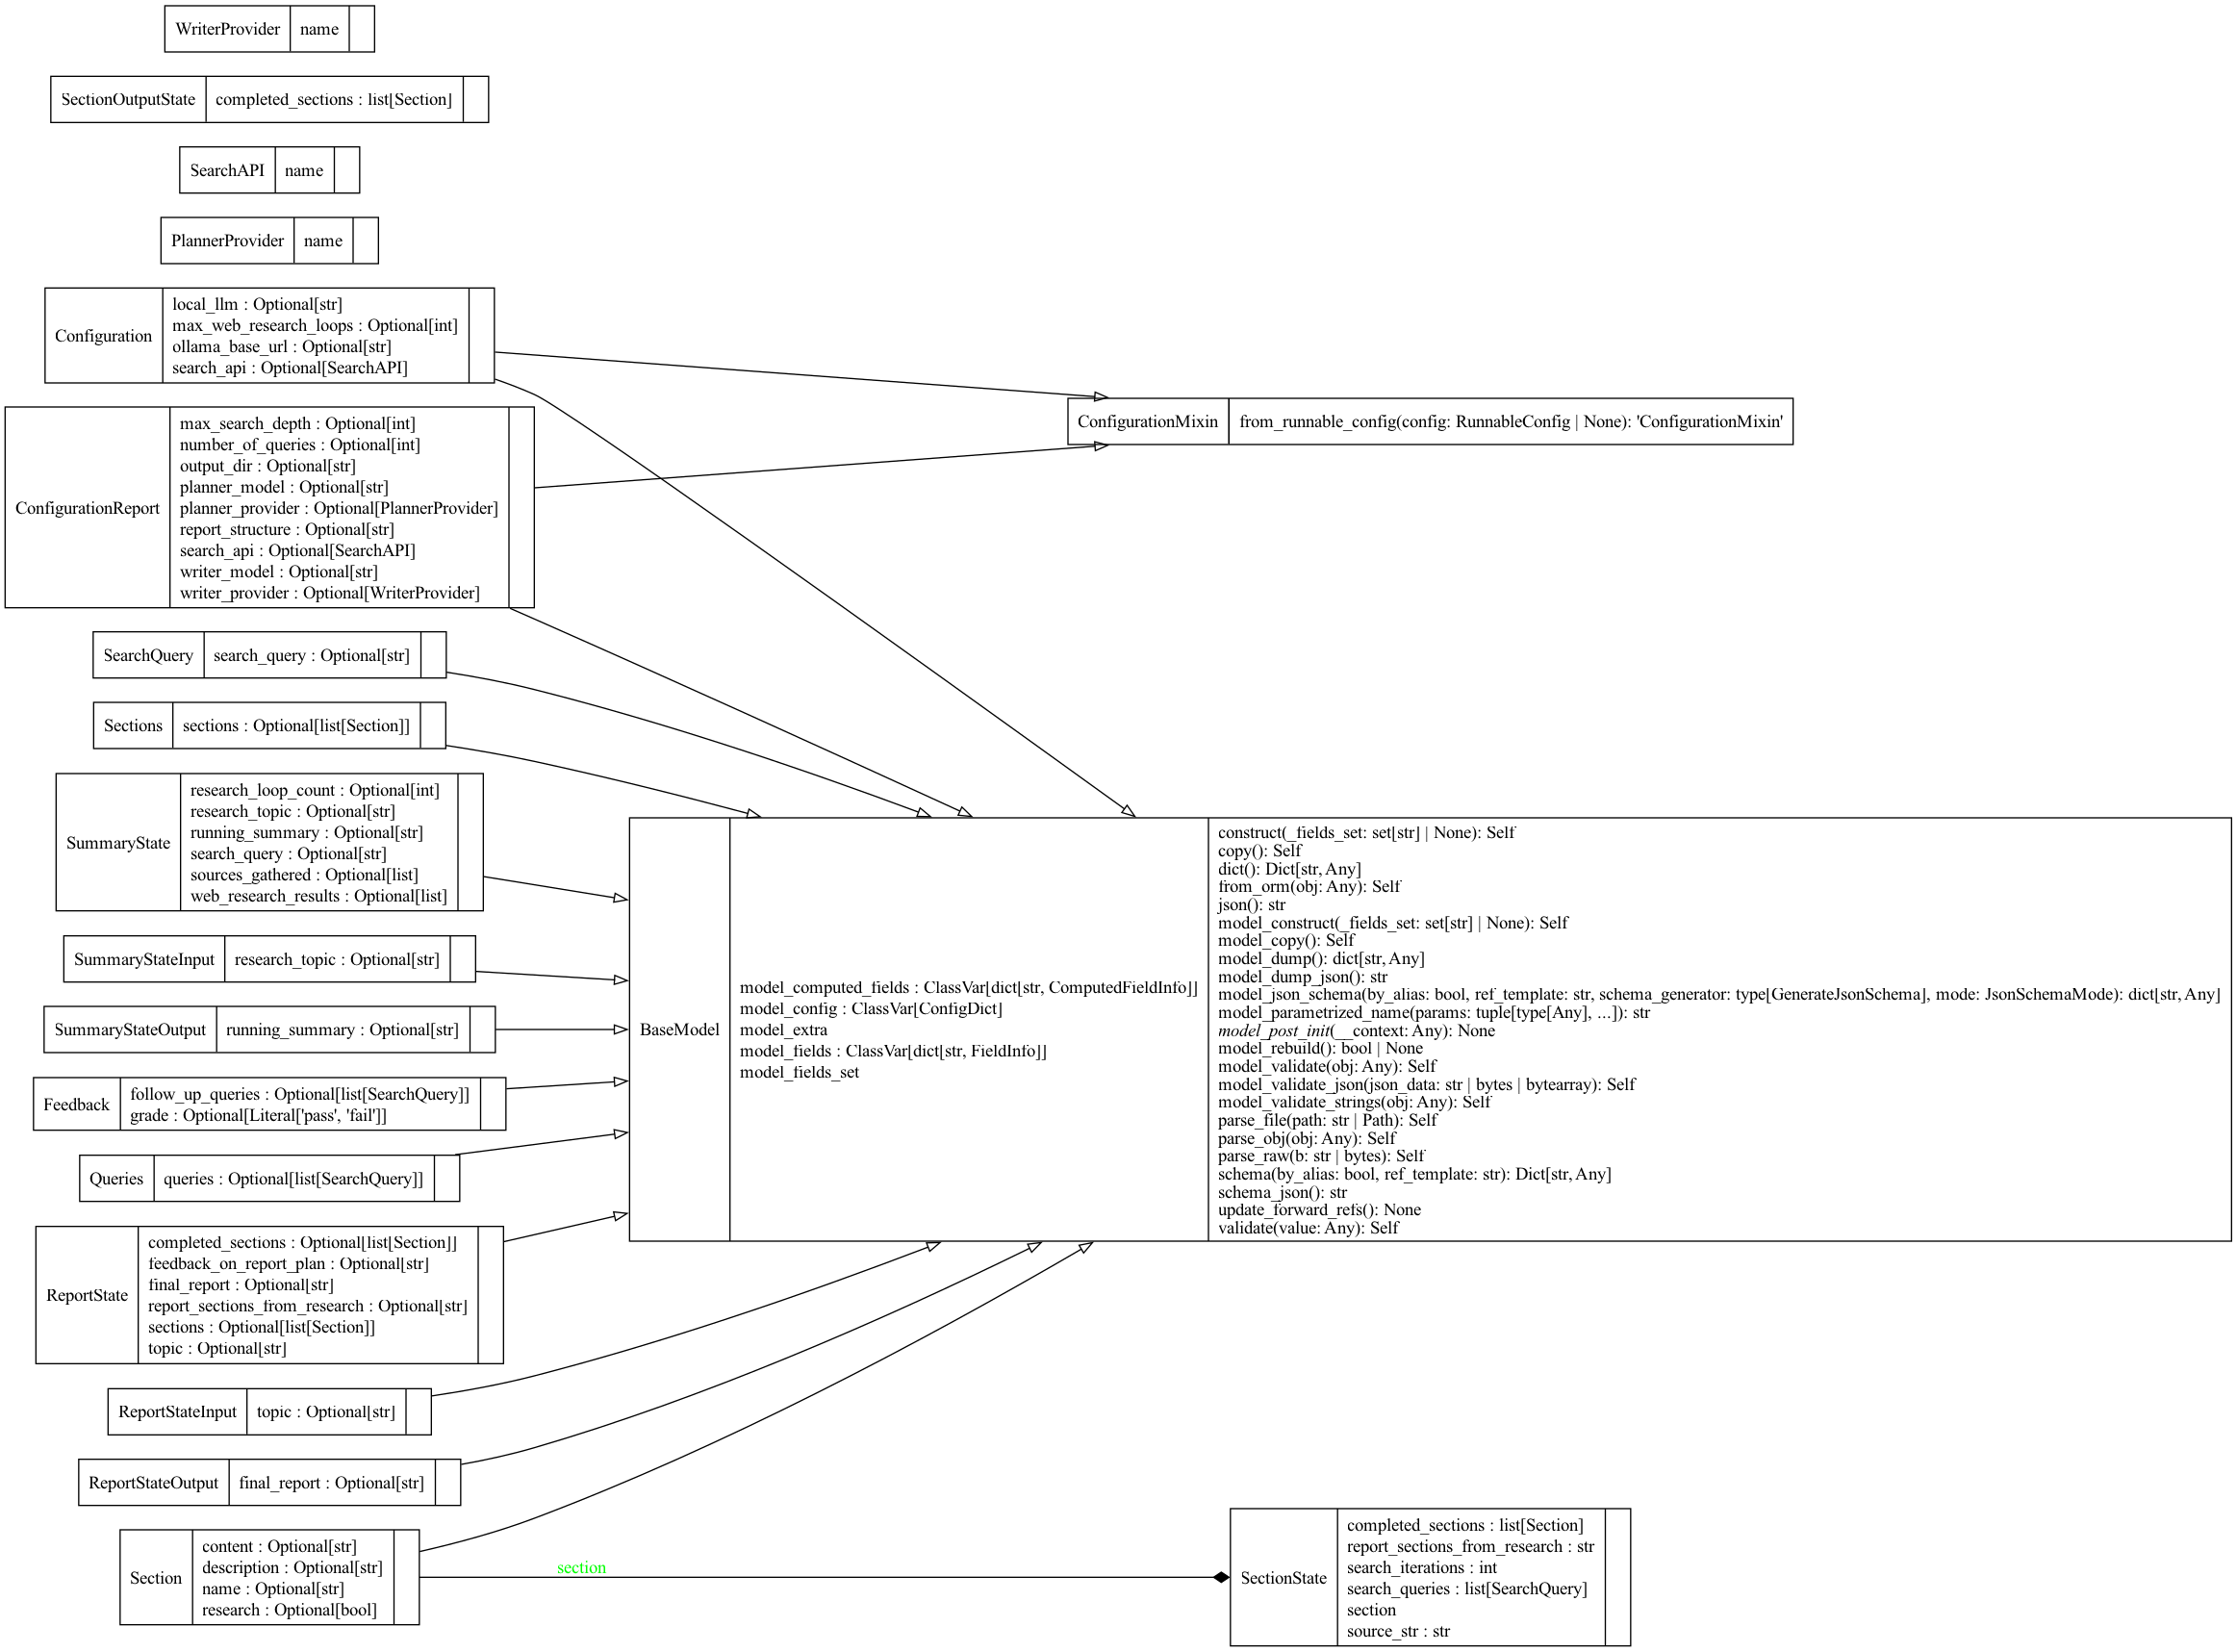 WriterProvider
name
SectionOutputState
completed_sections : list[Section]
SearchAPI
name
PlannerProvider
name
Configuration
local_llm : Optional[str]
max_web_research_loops : Optional[int]
ollama_base_url : Optional[str]
search_api : Optional[SearchAPI]
ConfigurationMixin
from_runnable_config(config: RunnableConfig | None): 'ConfigurationMixin'
ConfigurationReport
max_search_depth : Optional[int]
number_of_queries : Optional[int]
output_dir : Optional[str]
planner_model : Optional[str]
planner_provider : Optional[PlannerProvider]
report_structure : Optional[str]
search_api : Optional[SearchAPI]
writer_model : Optional[str]
writer_provider : Optional[WriterProvider]
SearchQuery
search_query : Optional[str]
Sections
sections : Optional[list[Section]]
SummaryState
research_loop_count : Optional[int]
research_topic : Optional[str]
running_summary : Optional[str]
search_query : Optional[str]
sources_gathered : Optional[list]
web_research_results : Optional[list]
SummaryStateInput
research_topic : Optional[str]
SummaryStateOutput
running_summary : Optional[str]
Feedback
follow_up_queries : Optional[list[SearchQuery]]
grade : Optional[Literal['pass', 'fail']]
Queries
queries : Optional[list[SearchQuery]]
BaseModel
model_computed_fields : ClassVar[dict[str, ComputedFieldInfo]]
model_config : ClassVar[ConfigDict]
model_extra
model_fields : ClassVar[dict[str, FieldInfo]]
model_fields_set
construct(_fields_set: set[str] | None): Self
copy(): Self
dict(): Dict[str, Any]
from_orm(obj: Any): Self
json(): str
model_construct(_fields_set: set[str] | None): Self
model_copy(): Self
model_dump(): dict[str, Any]
model_dump_json(): str
model_json_schema(by_alias: bool, ref_template: str, schema_generator: type[GenerateJsonSchema], mode: JsonSchemaMode): dict[str, Any]
model_parametrized_name(params: tuple[type[Any], ...]): str
model_post_init(__context: Any): None
model_rebuild(): bool | None
model_validate(obj: Any): Self
model_validate_json(json_data: str | bytes | bytearray): Self
model_validate_strings(obj: Any): Self
parse_file(path: str | Path): Self
parse_obj(obj: Any): Self
parse_raw(b: str | bytes): Self
schema(by_alias: bool, ref_template: str): Dict[str, Any]
schema_json(): str
update_forward_refs(): None
validate(value: Any): Self
ReportState
completed_sections : Optional[list[Section]]
feedback_on_report_plan : Optional[str]
final_report : Optional[str]
report_sections_from_research : Optional[str]
sections : Optional[list[Section]]
topic : Optional[str]
ReportStateInput
topic : Optional[str]
ReportStateOutput
final_report : Optional[str]
Section
content : Optional[str]
description : Optional[str]
name : Optional[str]
research : Optional[bool]
section
SectionState
completed_sections : list[Section]
report_sections_from_research : str
search_iterations : int
search_queries : list[SearchQuery]
section
source_str : str